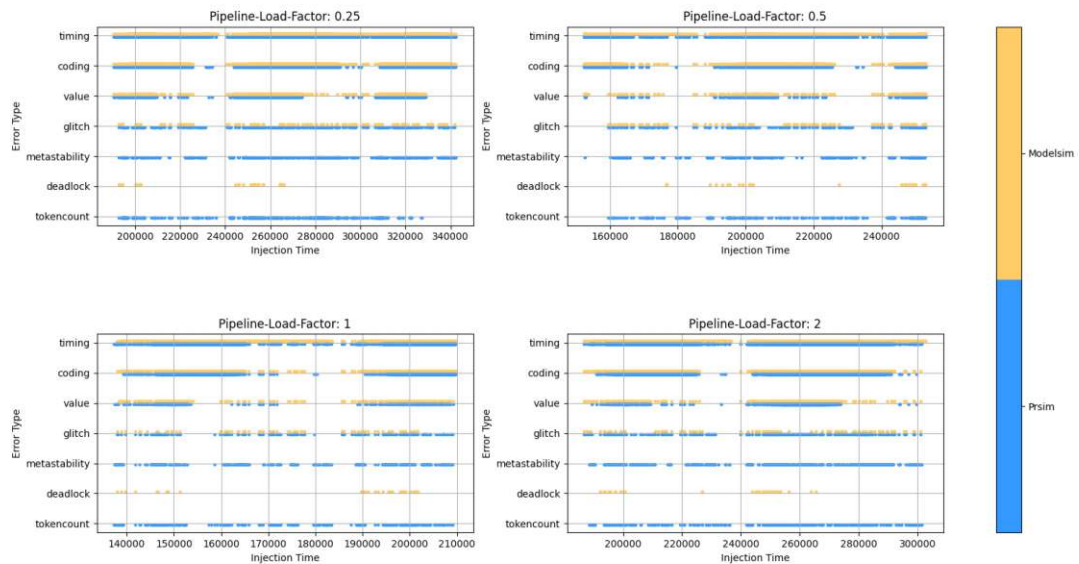 Pipeline-Load-Factor: 0.25
Error Type
timing
coding
value
glitch
metastability
deadlock
tokencount
200000 220000 240000 260000 280000 300000 320000 340000
Injection Time
Pipeline-Load-Factor: 0.5
Error Type
timing
coding
value
glitch
metastability
deadlock
tokencount
160000 180000 200000 220000 240000
Injection Time
Pipeline-Load-Factor: 1
Error Type
timing
coding
value
glitch
metastability
deadlock
tokencount
140000 150000 160000 170000 180000 190000 200000 210000
Injection Time
Pipeline-Load-Factor: 2
Error Type
timing
coding
value
glitch
metastability
deadlock
tokencount
200000 220000 240000 260000 280000 300000
Injection Time
Modelsim
Prsim